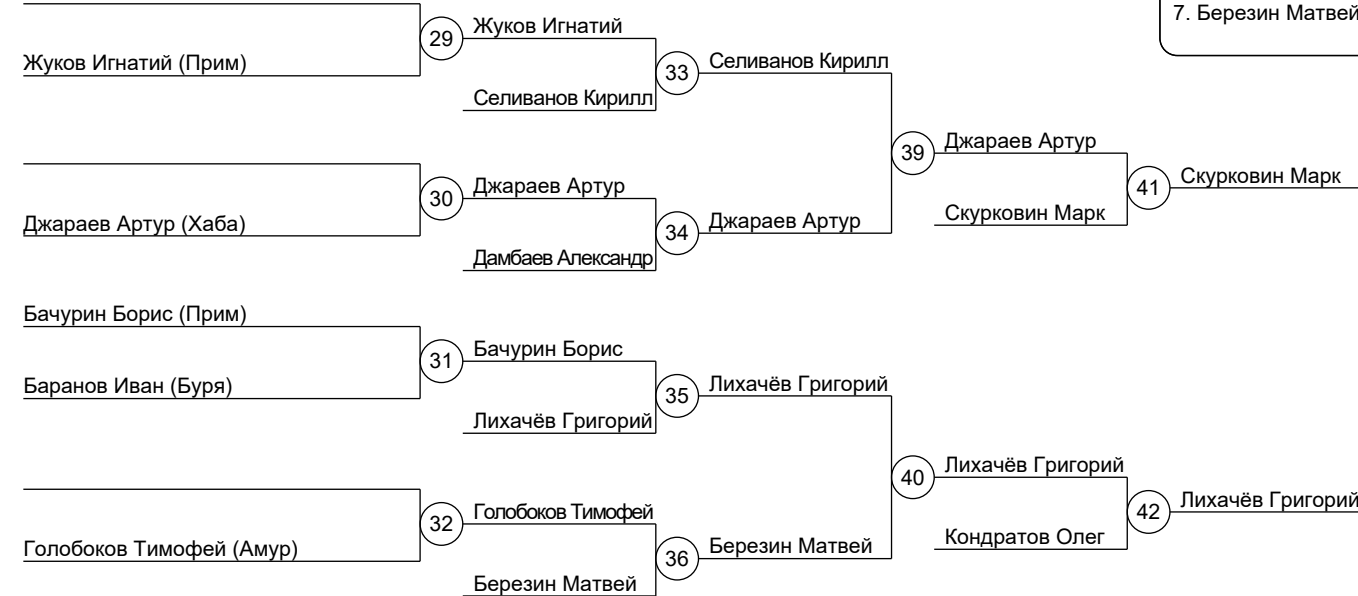 7. Березин Матвей
29
Жуков Игнатий
Жуков Игнатий (Прим)
33
Селиванов Кирилл
Селиванов Кирилл
39
Джараев Артур
30
Джараев Артур
Джараев Артур (Хаба)
34
Джараев Артур
Дамбаев Александр
Скурковин Марк
41
Скурковин Марк
Бачурин Борис (Прим)
31
Бачурин Борис
Баранов Иван (Буря)
35
Лихачёв Григорий
Лихачёв Григорий
40
Лихачёв Григорий
32
Голобоков Тимофей
Голобоков Тимофей (Амур)
36
Березин Матвей
Березин Матвей
Кондратов Олег
42
Лихачёв Григорий